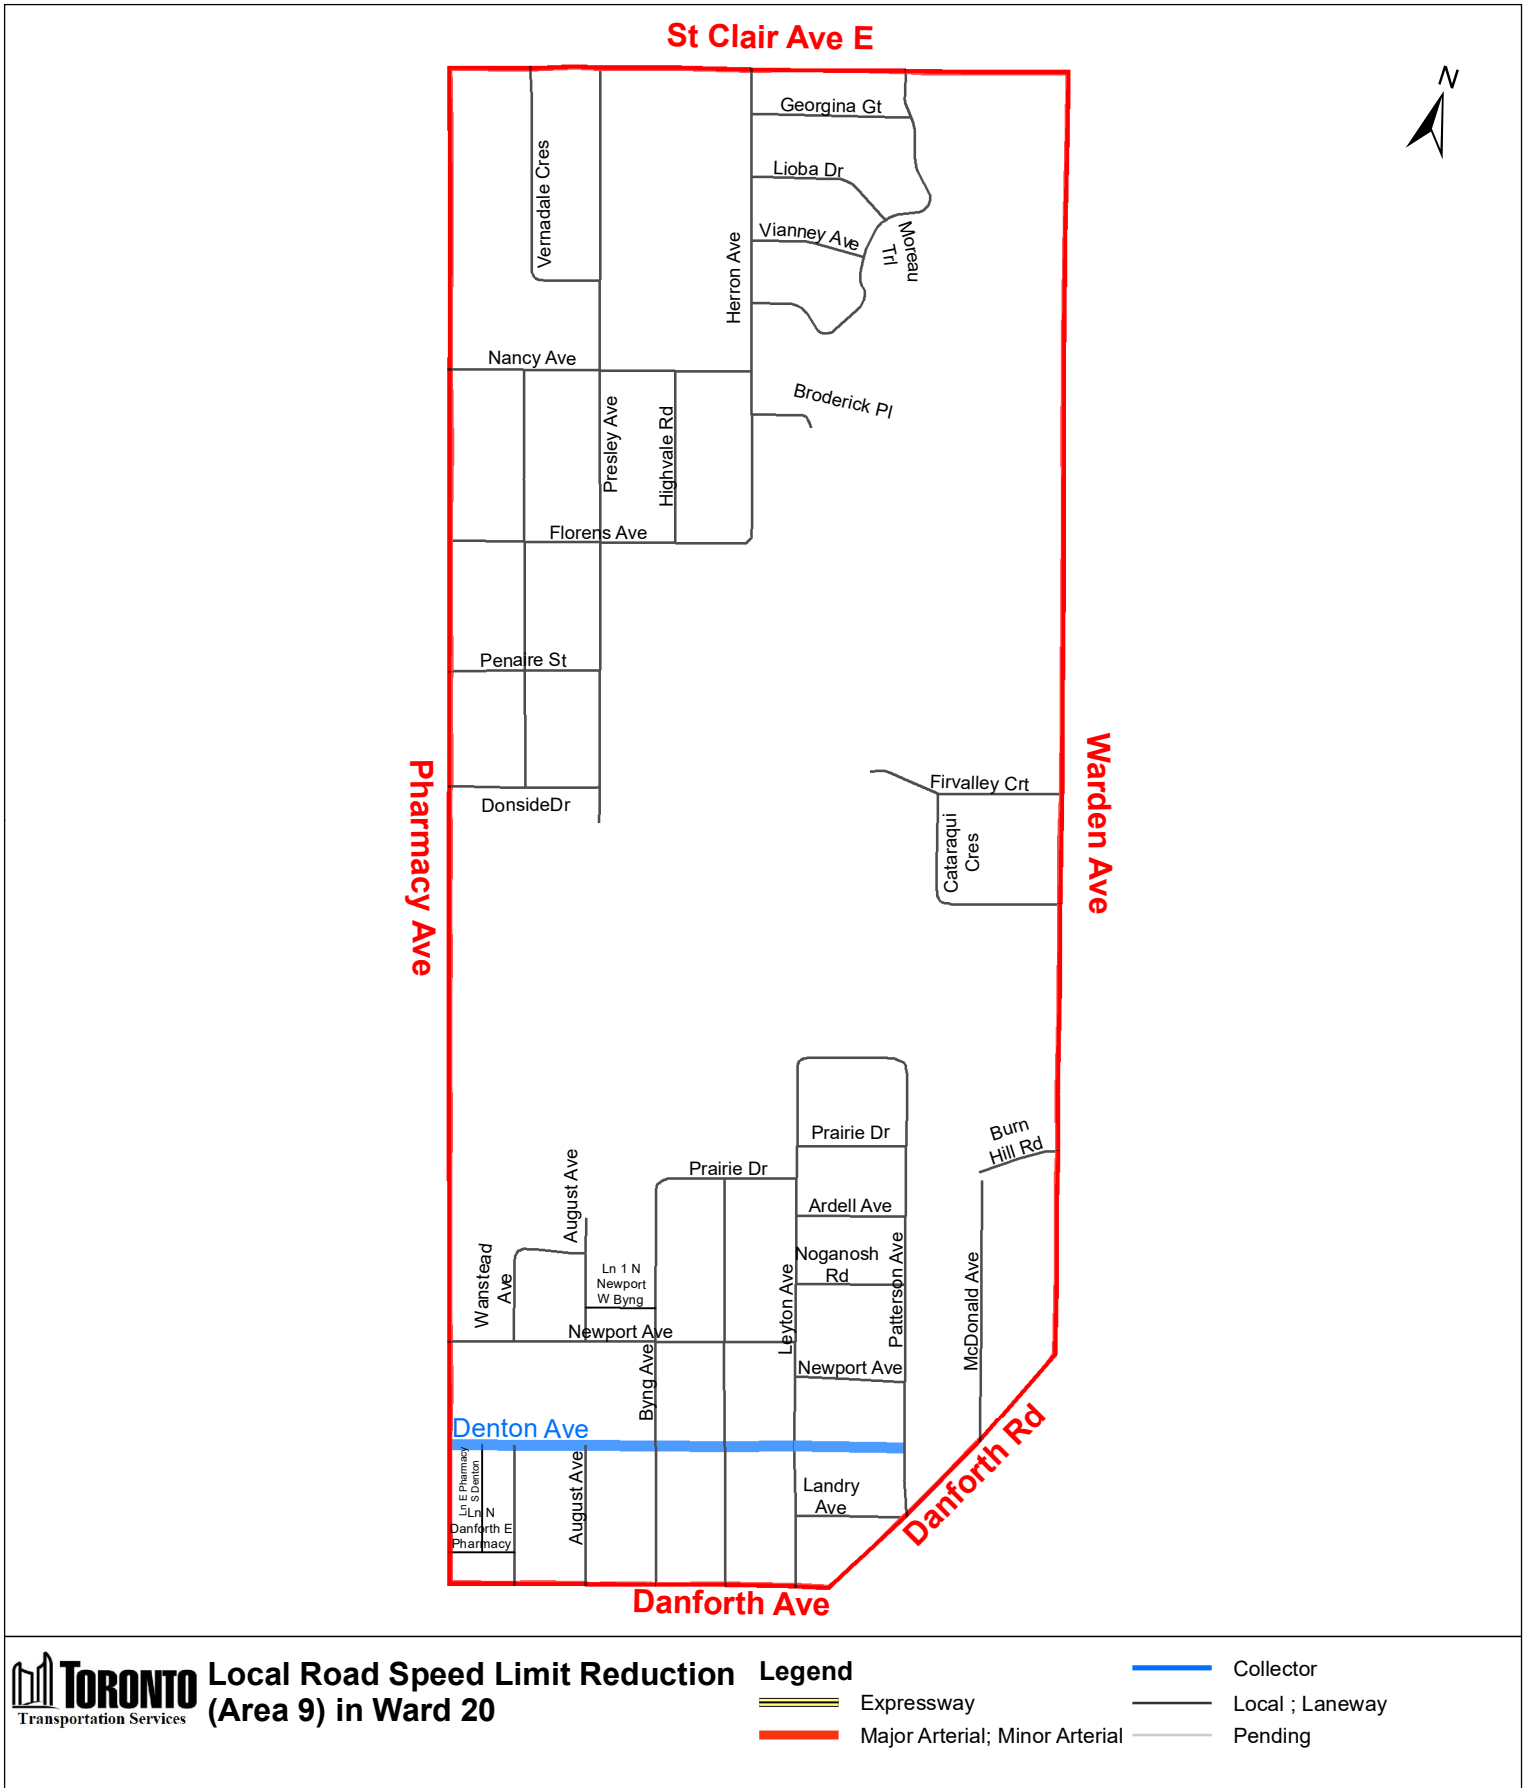 St Clair Ave E
N
Georgina Gt
Lioba Dr
Vernadale Cres
Vianney Ave
Moreau
Trl
Herron Ave
Nancy Ave
Broderick Pl
Presley Ave
Highvale Rd
Florens Ave
Penaire St
DonsideDr
Pharmacy Ave
Warden Ave
Firvalley Crt
Cataraqui
Cres
Prairie Dr
Burn
Hill Rd
Prairie Dr
August Ave
Ardell Ave
Wanstead
Ave
Ln 1 N
Newport
W Byng
Noganosh
Rd
Leyton Ave
Patterson Ave
McDonald Ave
Newport Ave
Byng Ave
Newport Ave
Denton Ave
Ln E Pharmacy
S Denton
August Ave
Landry
Ave
Ln N
Danforth E
Pharmacy
Danforth Rd
Danforth Ave
TORONTO
Transportation Services
Local Road Speed Limit Reduction
(Area 9) in Ward 20
Legend
Expressway
Major Arterial; Minor Arterial
Collector
Local ; Laneway
Pending